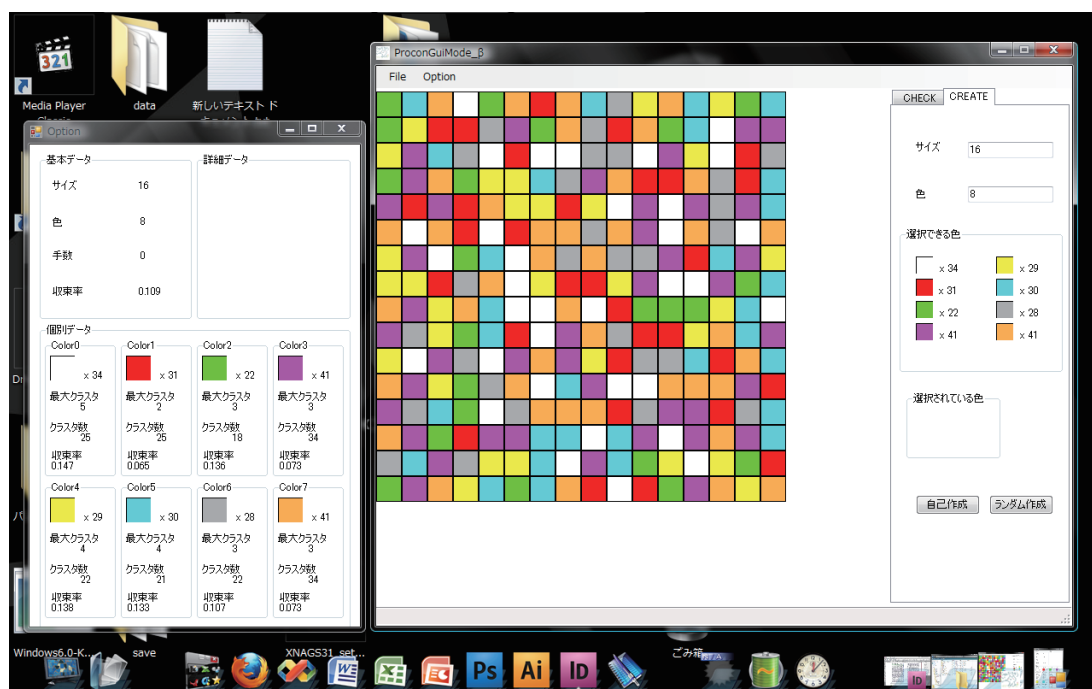 321
Media Player
Classic
data
新しいテキスト ド
Option
基本データ
詳細データ
サイズ 16
色 8
手数 0
収束率 0.109
個別データ
Color0 Color1 Color2 Color3
x 34 x 31 x 22 x 41
最大クラスタ 最大クラスタ 最大クラスタ 最大クラスタ
5 2 3 3
クラスタ数 クラスタ数 クラスタ数 クラスタ数
25 25 18 34
収束率 収束率 収束率 収束率
0.147 0.065 0.136 0.073
Color4 Color5 Color6 Color7
x 29 x 30 x 28 x 41
最大クラスタ 最大クラスタ 最大クラスタ 最大クラスタ
4 4 3 3
クラスタ数 クラスタ数 クラスタ数 クラスタ数
22 21 22 34
収束率 収束率 収束率 収束率
0.138 0.133 0.107 0.073
ProconGuiMode_β
File Option
CHECK CREATE
サイズ 16
色 8
選択できる色
x 34 x 29
x 31 x 30
x 22 x 28
x 41 x 41
選択されている色
自己作成 ランダム作成
Windows6.0-K...
save
XNAGS31_set...
ごみ箱
Ps Ai ID